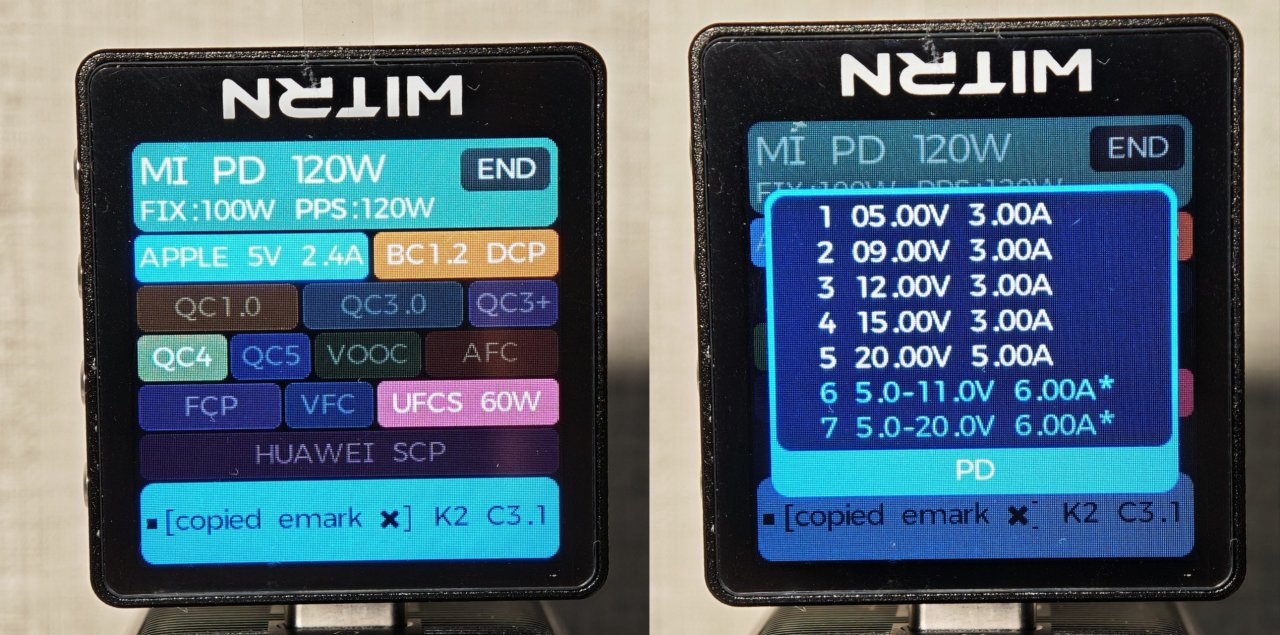 WITRN
MI PD 120W END
FIX:100W PPS:120W
APPLE 5V 2.4A BC1.2 DCP
QC1.0 QC3.0 QC3+
QC4 QC5 VOOC AFC
FCP VFC UFCS 60W
HUAWEI SCP
▪[copied emark ✖] K2 C3.1
WITRN
MI PD 120W END
FIX:100W PPS:120W
1 05.00V 3.00A
2 09.00V 3.00A
3 12.00V 3.00A
4 15.00V 3.00A
5 20.00V 5.00A
6 5.0-11.0V 6.00A*
7 5.0-20.0V 6.00A*
PD
▪[copied emark ✖] K2 C3.1